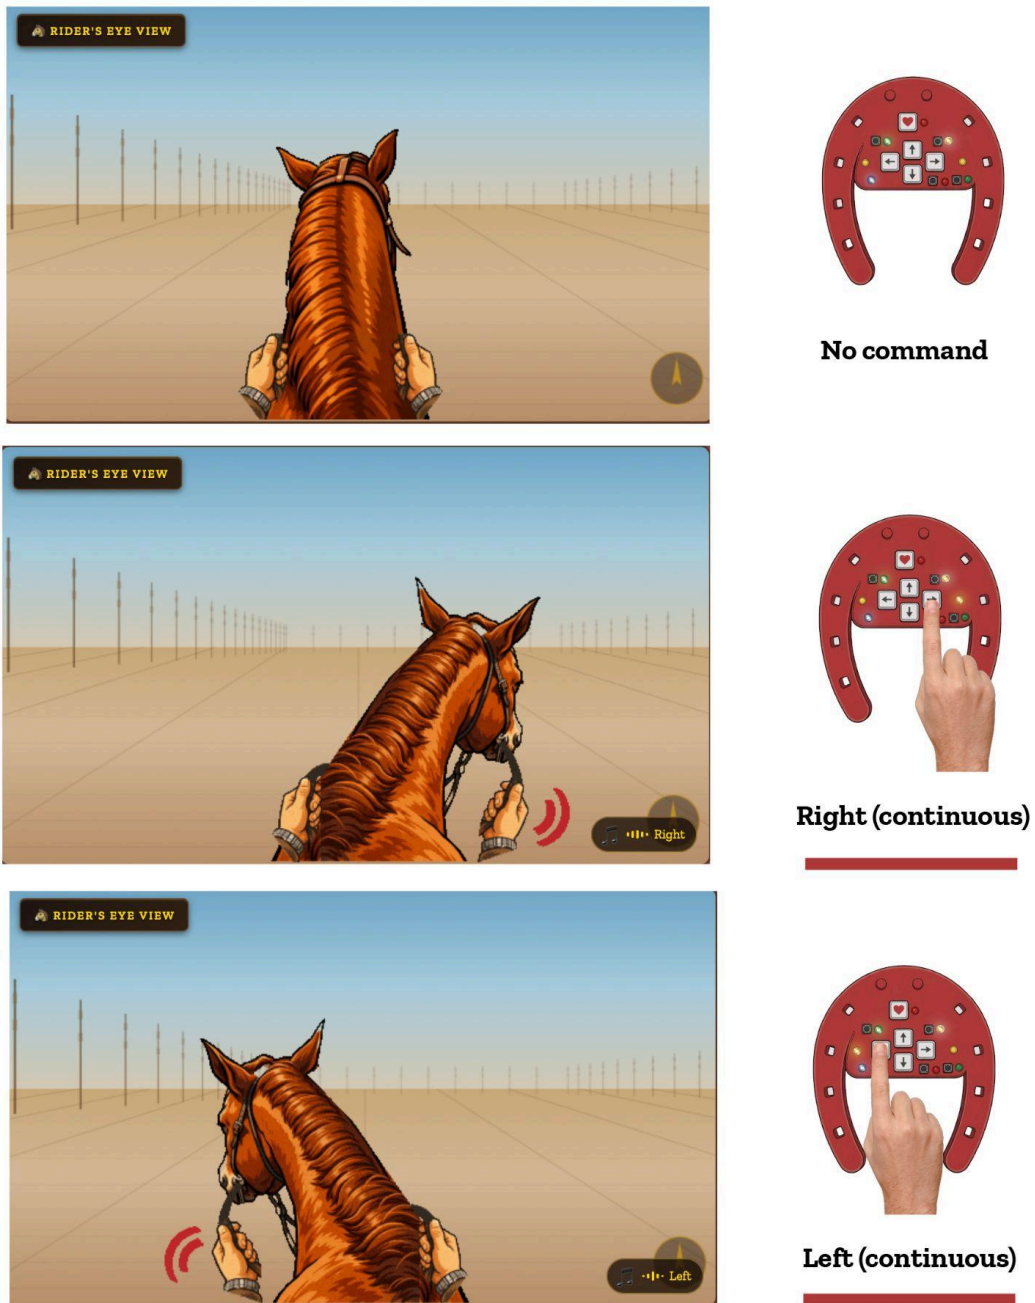 RIDER'S EYE VIEW
No command
RIDER'S EYE VIEW
Right
Right (continuous)
RIDER'S EYE VIEW
Left
Left (continuous)